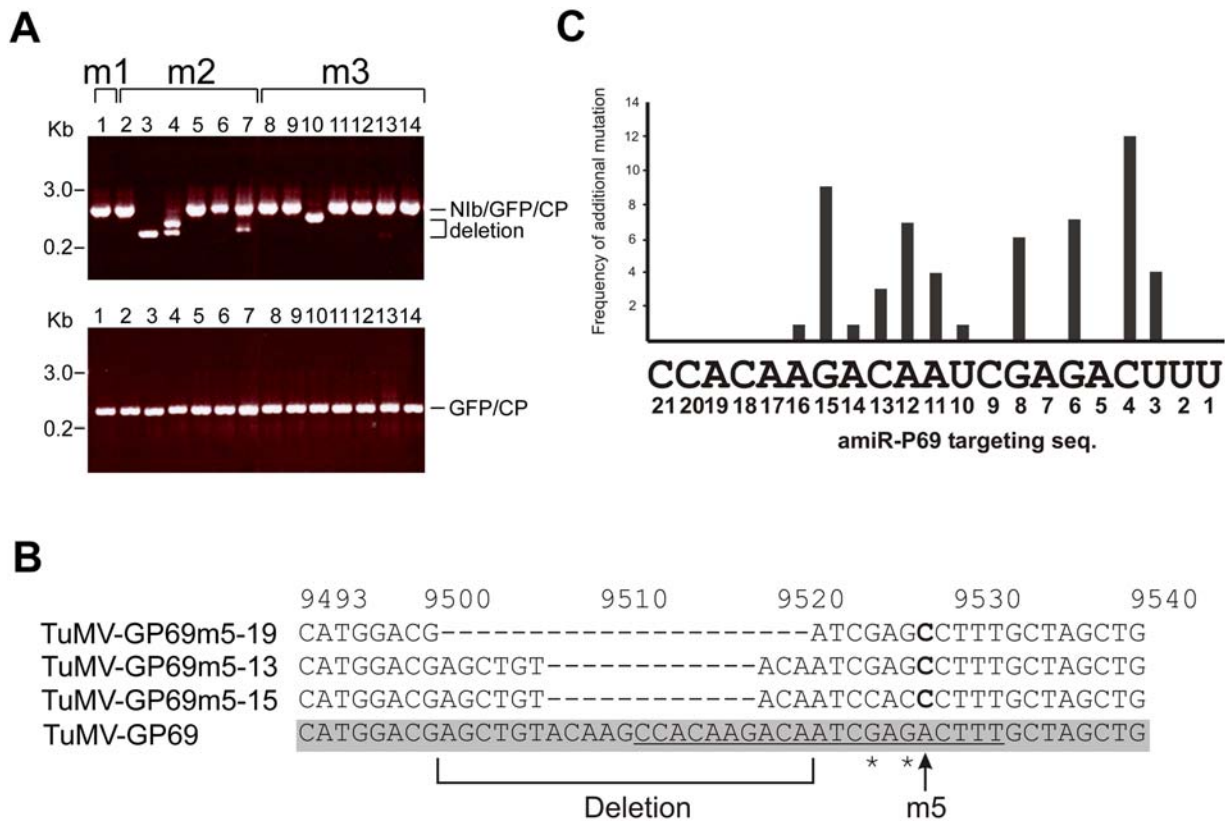 A
m1 m2 m3
Kb 1 2 3 4 5 6 7 8 9 10 11 12 13 14
3.0
NIb/GFP/CP
deletion
0.2
Kb 1 2 3 4 5 6 7 8 9 10 11 12 13 14
3.0
GFP/CP
0.2
C
Frequency of additional mutation
14
12
10
8
6
4
2
CCACAAGACAAUCGAGACUUU
21 20 19 18 17 16 15 14 13 12 11 10 9 8 7 6 5 4 3 2 1
amiR-P69 targeting seq.
B
9493 9500 9510 9520 9530 9540
TuMV-GP69m5-19 CATGGACG---------------------ATCGAGCCTTTGCTAGCTG
TuMV-GP69m5-13 CATGGACGAGCTGT------------ACAATCGAGCCTTTGCTAGCTG
TuMV-GP69m5-15 CATGGACGAGCTGT------------ACAATCCACCCTTTGCTAGCTG
TuMV-GP69 CATGGACGAGCTGTACAAGCCACAAGACAATCGAGACTTTGCTAGCTG
* *
Deletion m5